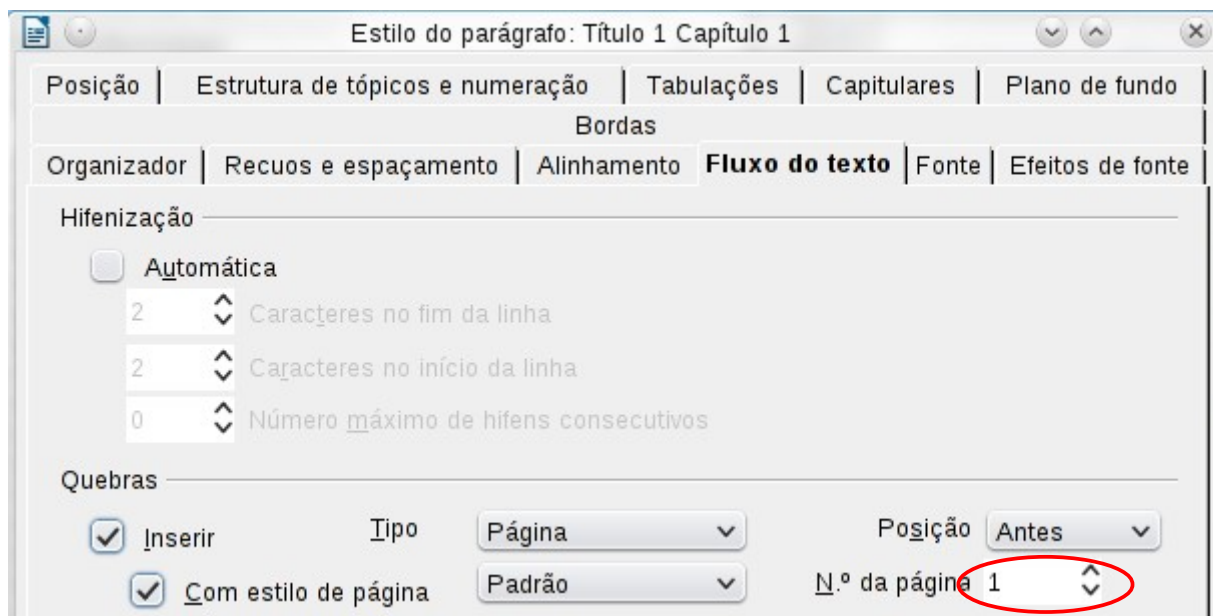 Estilo do parágrafo: Título 1 Capítulo 1
Posição Estrutura de tópicos e numeração Tabulações Capitulares Plano de fundo
Bordas
Organizador Recuos e espaçamento Alinhamento Fluxo do texto Fonte Efeitos de fonte
Hifenização
Automática
2 Caracteres no fim da linha
2 Caracteres no início da linha
0 Número máximo de hifens consecutivos
Quebras
Inserir Tipo Página Posição Antes
Com estilo de página Padrão N.º da página 1